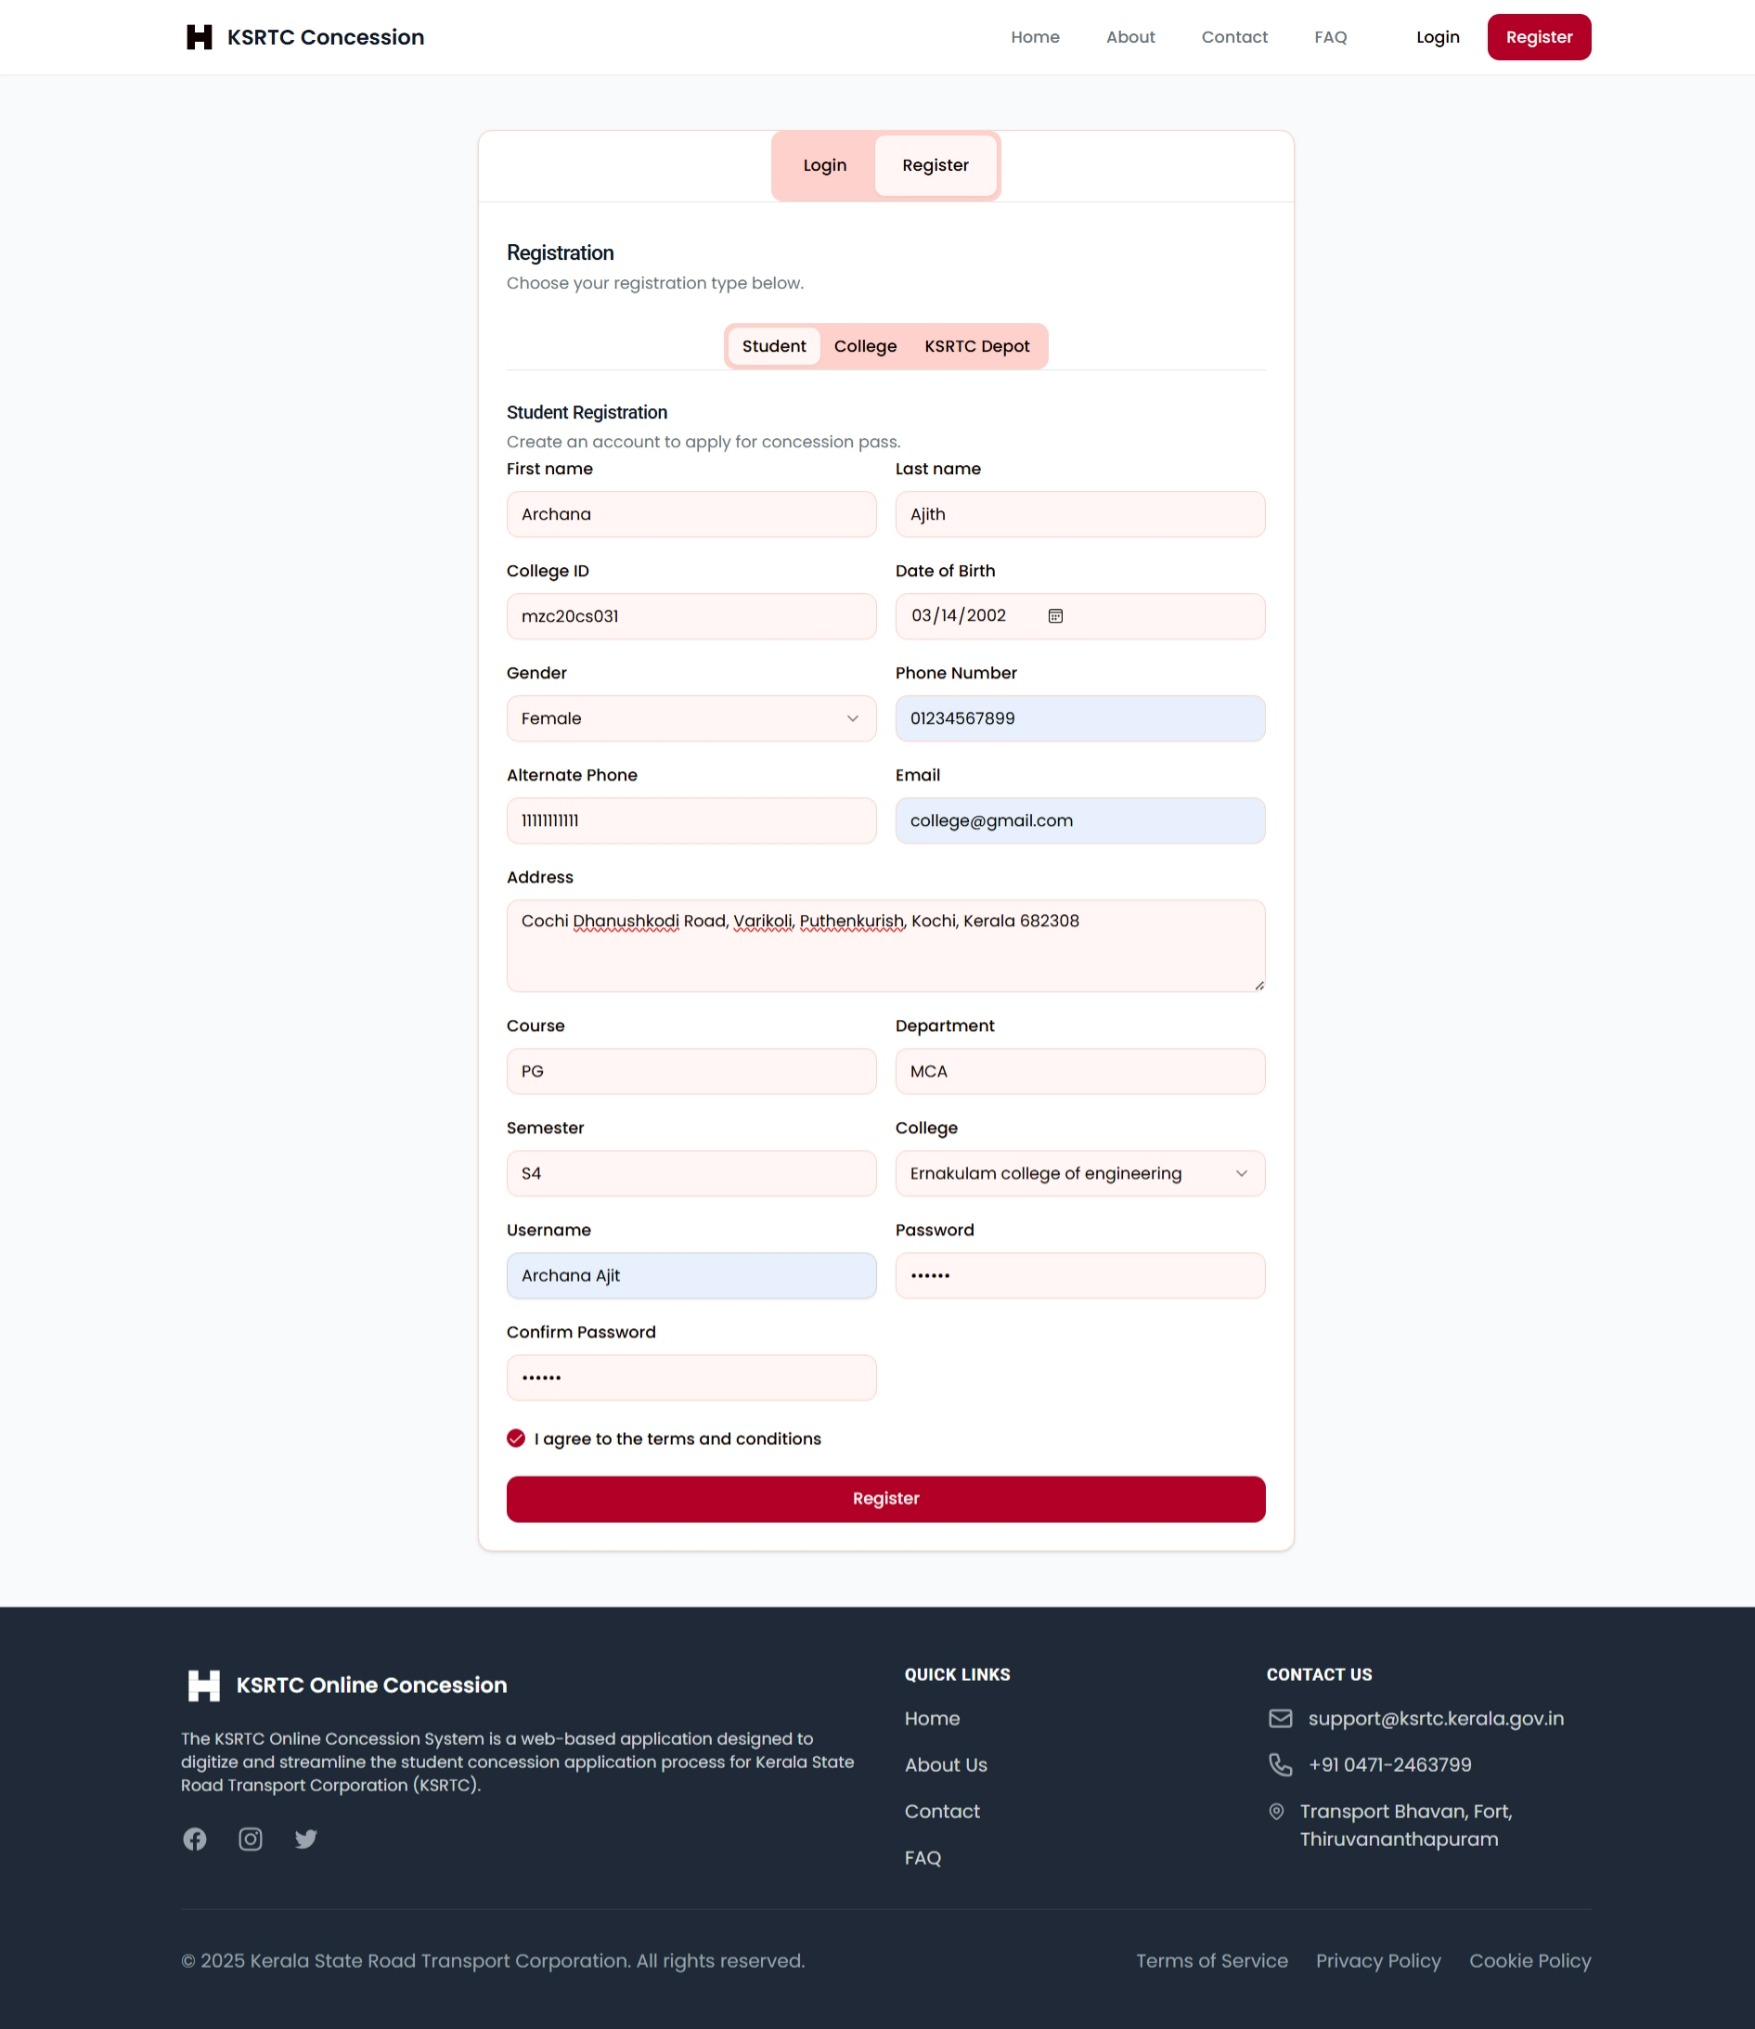 KSRTC Concession
Home About Contact FAQ Login Register
Login Register
Registration
Choose your registration type below.
Student College KSRTC Depot
Student Registration
Create an account to apply for concession pass.
First name Last name
Archana Ajith
College ID Date of Birth
mzc20cs031 03/14/2002
Gender Phone Number
Female 01234567899
Alternate Phone Email
11111111111 college@gmail.com
Address
Cochi Dhanushkodi Road, Varikoli, Puthenkurish, Kochi, Kerala 682308
Course Department
PG MCA
Semester College
S4 Ernakulam college of engineering
Username Password
Archana Ajit ••••••
Confirm Password
••••••
I agree to the terms and conditions
Register
KSRTC Online Concession
The KSRTC Online Concession System is a web-based application designed to
digitize and streamline the student concession application process for Kerala State
Road Transport Corporation (KSRTC).
QUICK LINKS
Home
About Us
Contact
FAQ
CONTACT US
support@ksrtc.kerala.gov.in
+91 0471-2463799
Transport Bhavan, Fort,
Thiruvananthapuram
© 2025 Kerala State Road Transport Corporation. All rights reserved.
Terms of Service Privacy Policy Cookie Policy